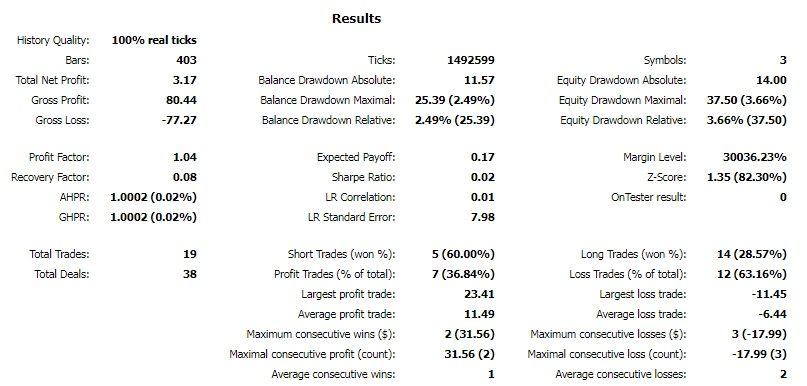 Results
History Quality: 100% real ticks
Bars: 403 Ticks: 1492599 Symbols: 3
Total Net Profit: 3.17 Balance Drawdown Absolute: 11.57 Equity Drawdown Absolute: 14.00
Gross Profit: 80.44 Balance Drawdown Maximal: 25.39 (2.49%) Equity Drawdown Maximal: 37.50 (3.66%)
Gross Loss: -77.27 Balance Drawdown Relative: 2.49% (25.39) Equity Drawdown Relative: 3.66% (37.50)
Profit Factor: 1.04 Expected Payoff: 0.17 Margin Level: 30036.23%
Recovery Factor: 0.08 Sharpe Ratio: 0.02 Z-Score: 1.35 (82.30%)
AHPR: 1.0002 (0.02%) LR Correlation: 0.01 OnTester result: 0
GHPR: 1.0002 (0.02%) LR Standard Error: 7.98
Total Trades: 19 Short Trades (won %): 5 (60.00%) Long Trades (won %): 14 (28.57%)
Total Deals: 38 Profit Trades (% of total): 7 (36.84%) Loss Trades (% of total): 12 (63.16%)
Largest profit trade: 23.41 Largest loss trade: -11.45
Average profit trade: 11.49 Average loss trade: -6.44
Maximum consecutive wins ($): 2 (31.56) Maximum consecutive losses ($): 3 (-17.99)
Maximal consecutive profit (count): 31.56 (2) Maximal consecutive loss (count): -17.99 (3)
Average consecutive wins: 1 Average consecutive losses: 2